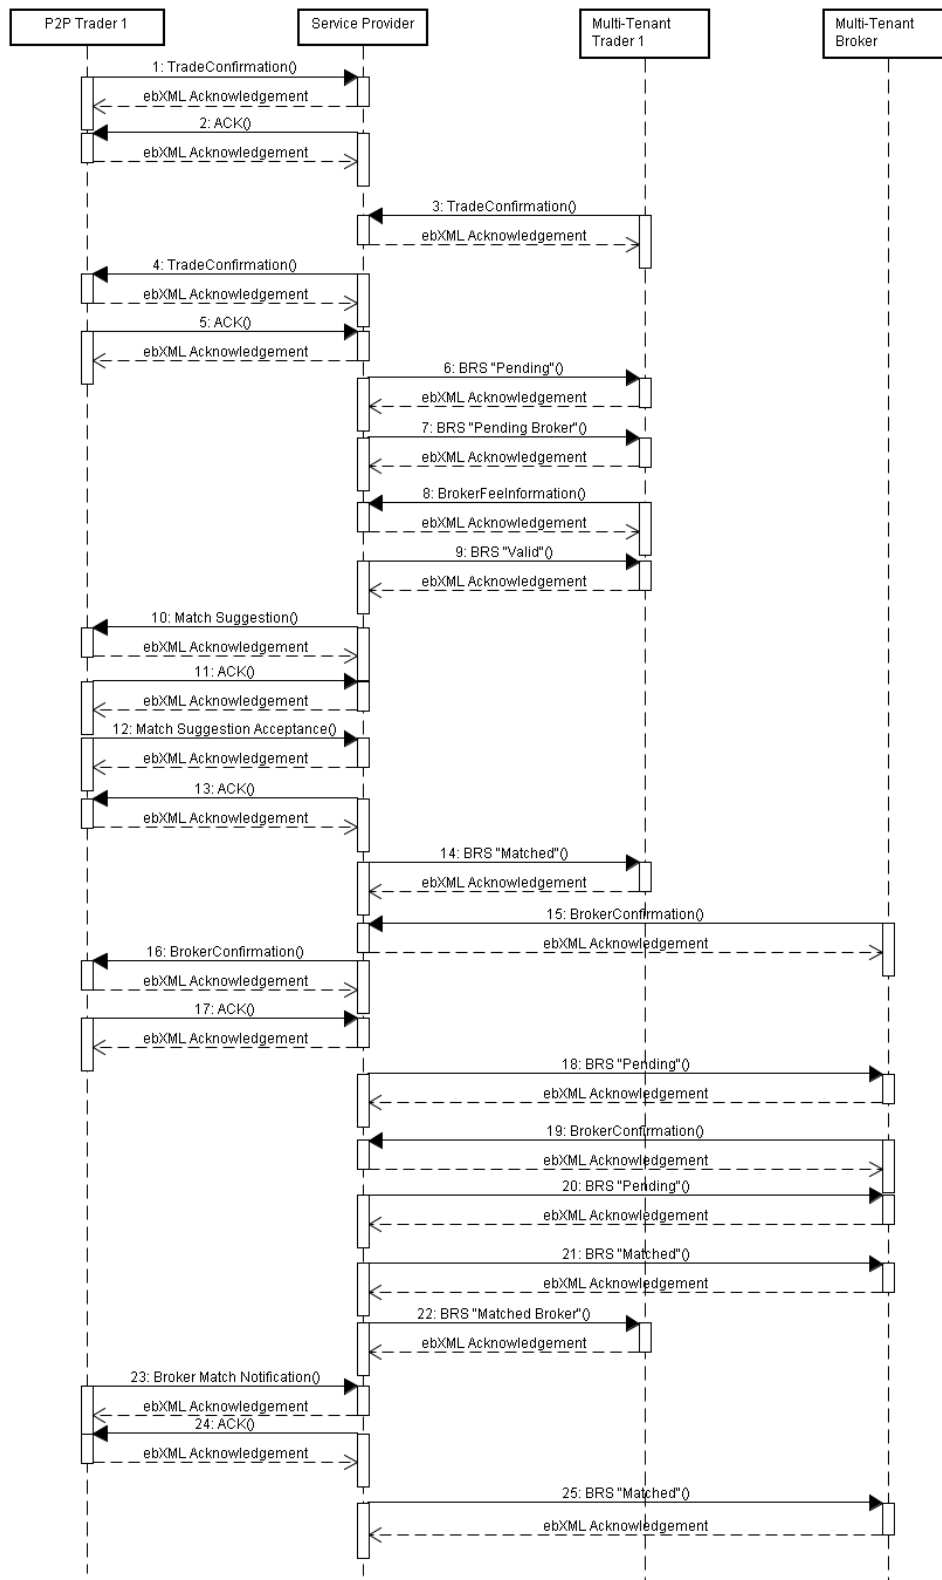 P2P Trader 1
Service Provider
Multi-Tenant
Trader 1
Multi-Tenant
Broker
1: TradeConfirmation()
ebXML Acknowledgement
2: ACK()
ebXML Acknowledgement
3: TradeConfirmation()
ebXML Acknowledgement
4: TradeConfirmation()
ebXML Acknowledgement
5: ACK()
ebXML Acknowledgement
6: BRS "Pending"()
ebXML Acknowledgement
7: BRS "Pending Broker"()
ebXML Acknowledgement
8: BrokerFeeInformation()
ebXML Acknowledgement
9: BRS "Valid"()
ebXML Acknowledgement
10: Match Suggestion()
ebXML Acknowledgement
11: ACK()
ebXML Acknowledgement
12: Match Suggestion Acceptance()
ebXML Acknowledgement
13: ACK()
ebXML Acknowledgement
14: BRS "Matched"()
ebXML Acknowledgement
15: BrokerConfirmation()
ebXML Acknowledgement
16: BrokerConfirmation()
ebXML Acknowledgement
17: ACK()
ebXML Acknowledgement
18: BRS "Pending"()
ebXML Acknowledgement
19: BrokerConfirmation()
ebXML Acknowledgement
20: BRS "Pending"()
ebXML Acknowledgement
21: BRS "Matched"()
ebXML Acknowledgement
22: BRS "Matched Broker"()
ebXML Acknowledgement
23: Broker Match Notification()
ebXML Acknowledgement
24: ACK()
ebXML Acknowledgement
25: BRS "Matched"()
ebXML Acknowledgement